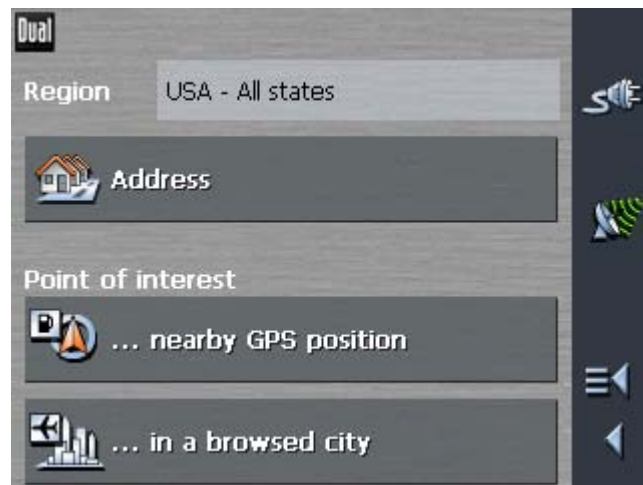 Dual
Region USA - All states
Address
Point of interest
P ... nearby GPS position
... in a browsed city